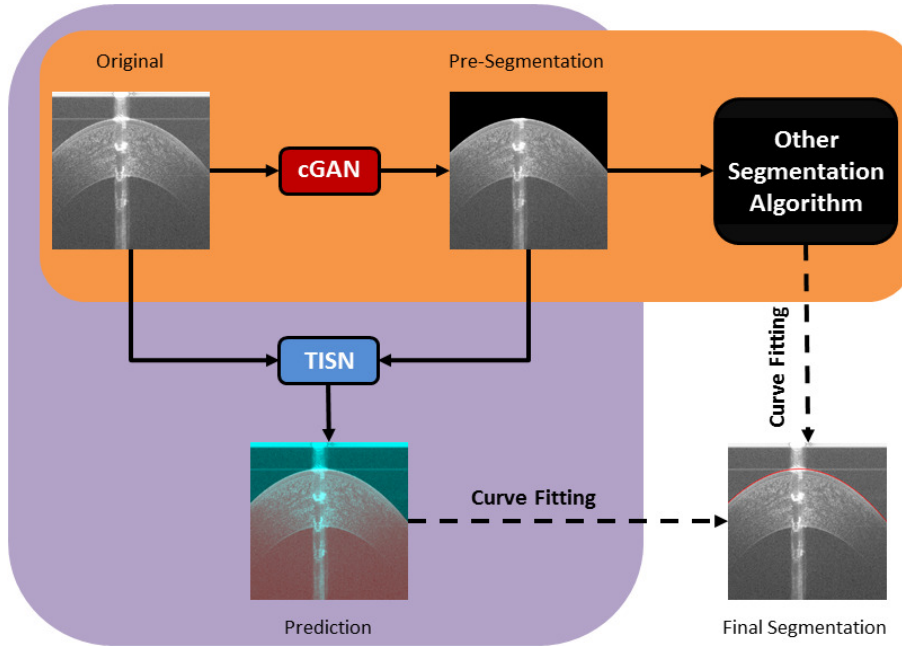 Original
Pre-Segmentation
cGAN
Other
Segmentation
Algorithm
TISN
Curve Fitting
Curve Fitting
Prediction
Final Segmentation